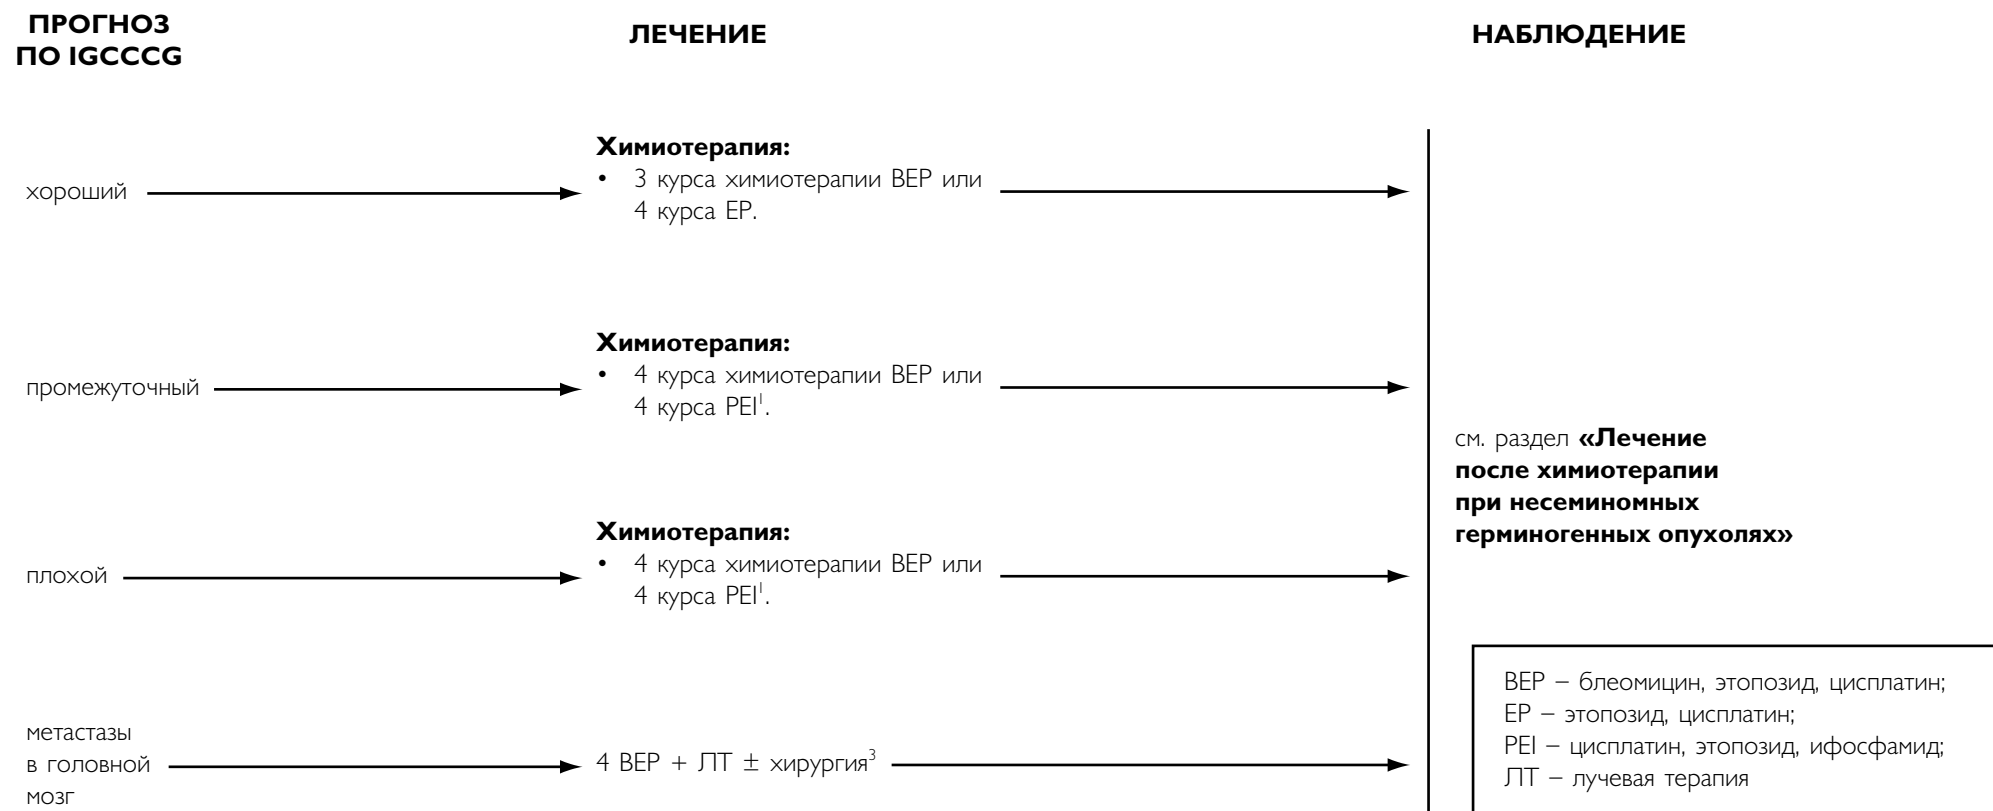 ПРОГНОЗ
ПО IGCCCG
ЛЕЧЕНИЕ
НАБЛЮДЕНИЕ
хороший
Химиотерапия:
• 3 курса химиотерапии BEP или
4 курса EP.
промежуточный
Химиотерапия:
• 4 курса химиотерапии BEP или
4 курса PEI¹.
плохой
Химиотерапия:
• 4 курса химиотерапии BEP или
4 курса PEI¹.
метастазы
в головной
мозг
4 BEP + ЛТ ± хирургия³
см. раздел «Лечение
после химиотерапии
при несеминомных
герминогенных опухолях»
BEP – блеомицин, этопозид, цисплатин;
EP – этопозид, цисплатин;
PEI – цисплатин, этопозид, ифосфамид;
ЛТ – лучевая терапия